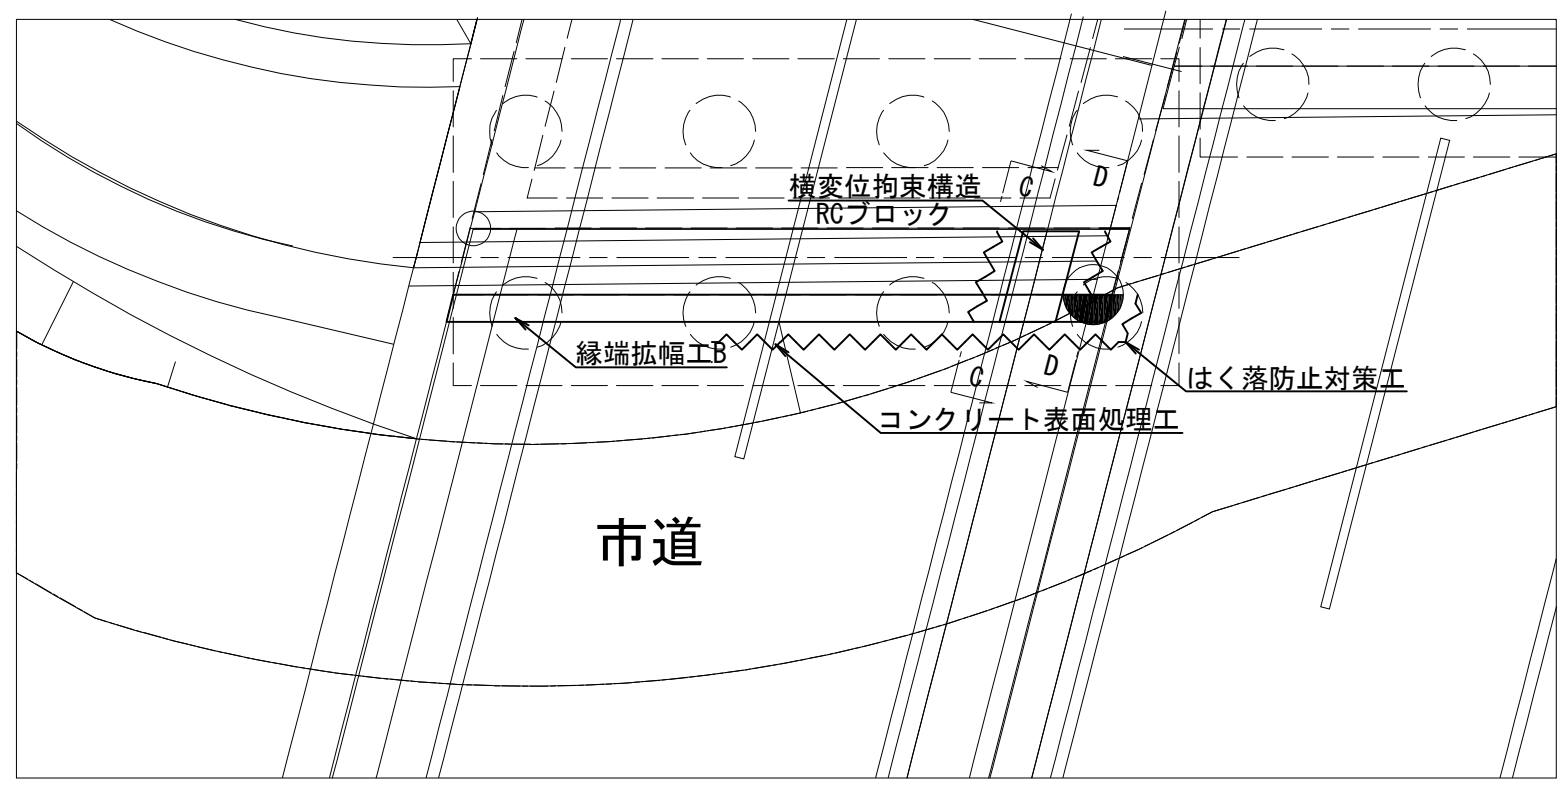 横変位拘束構造
RCブロック
C
D
縁端拡幅工B
C
D
はく落防止対策工
コンクリート表面処理工
市道